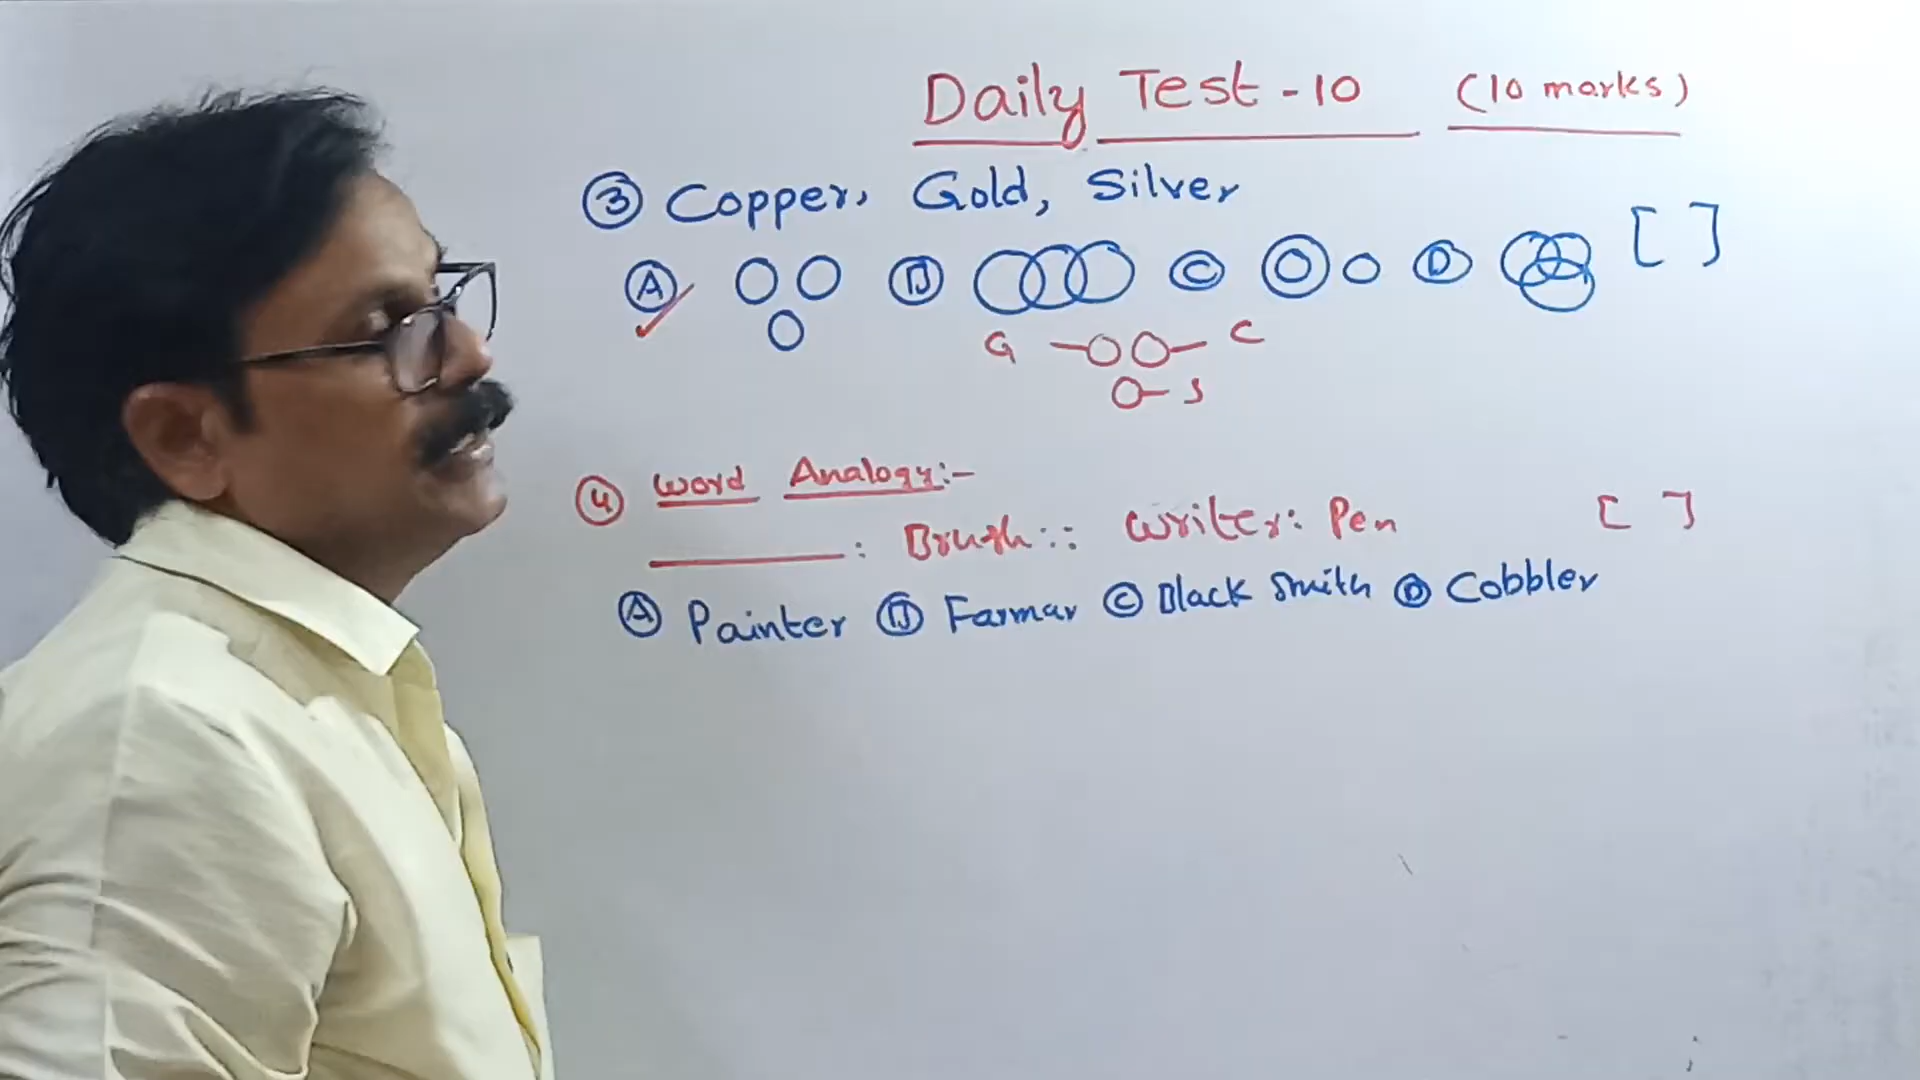 Daily Test - 10 (10 marks)
③ Copper, Gold, Silver [ ]
Ⓐ Ⓑ Ⓒ Ⓓ
G C
S
④ Word Analogy:-
______ : Brush :: Writer : Pen [ ]
Ⓐ Painter Ⓑ Farmar Ⓒ Black Smith Ⓓ Cobbler